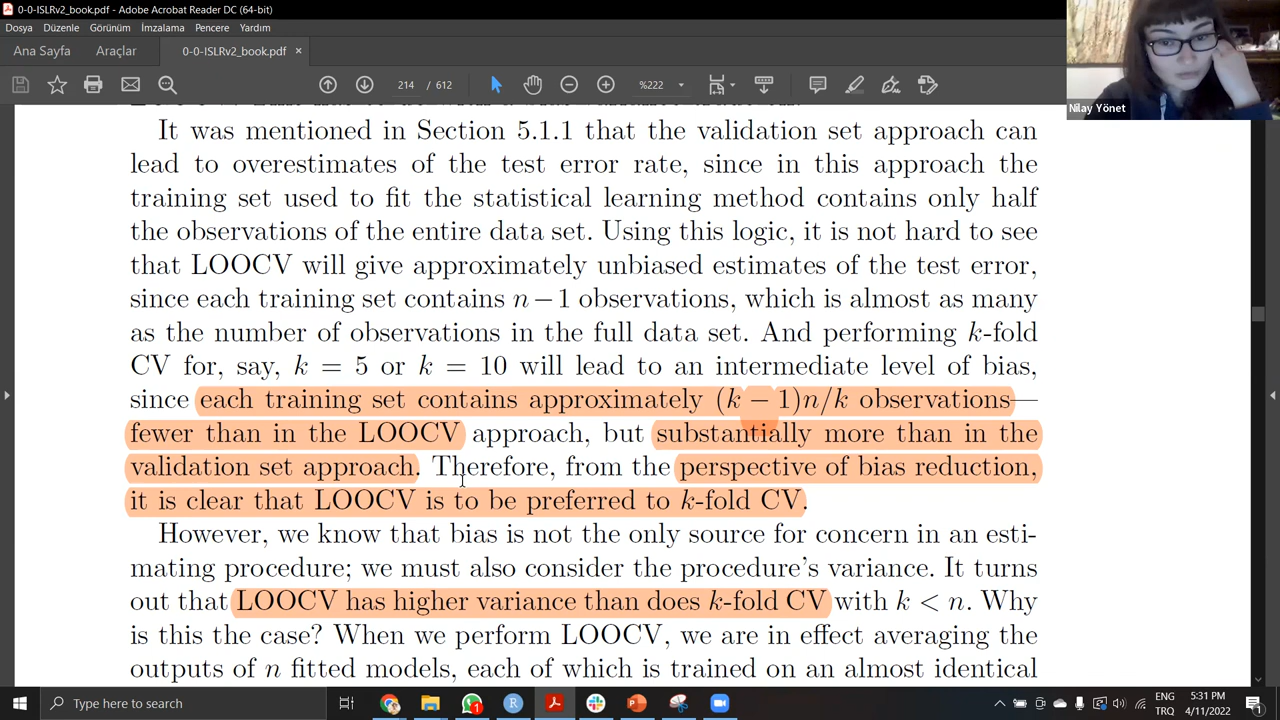 0-0-ISLRv2_book.pdf - Adobe Acrobat Reader DC (64-bit)
Dosya Düzenle Görünüm İmzalama Pencere Yardım
Ana Sayfa Araçlar 0-0-ISLRv2_book.pdf ×
214 / 612 %222
Nilay Yönet
It was mentioned in Section 5.1.1 that the validation set approach can
lead to overestimates of the test error rate, since in this approach the
training set used to fit the statistical learning method contains only half
the observations of the entire data set. Using this logic, it is not hard to see
that LOOCV will give approximately unbiased estimates of the test error,
since each training set contains n − 1 observations, which is almost as many
as the number of observations in the full data set. And performing k-fold
CV for, say, k = 5 or k = 10 will lead to an intermediate level of bias,
since each training set contains approximately (k − 1)n/k observations—
fewer than in the LOOCV approach, but substantially more than in the
validation set approach. Therefore, from the perspective of bias reduction,
it is clear that LOOCV is to be preferred to k-fold CV.
However, we know that bias is not the only source for concern in an esti-
mating procedure; we must also consider the procedure's variance. It turns
out that LOOCV has higher variance than does k-fold CV with k < n. Why
is this the case? When we perform LOOCV, we are in effect averaging the
outputs of n fitted models, each of which is trained on an almost identical
Type here to search
ENG
TRQ
5:31 PM
4/11/2022
1